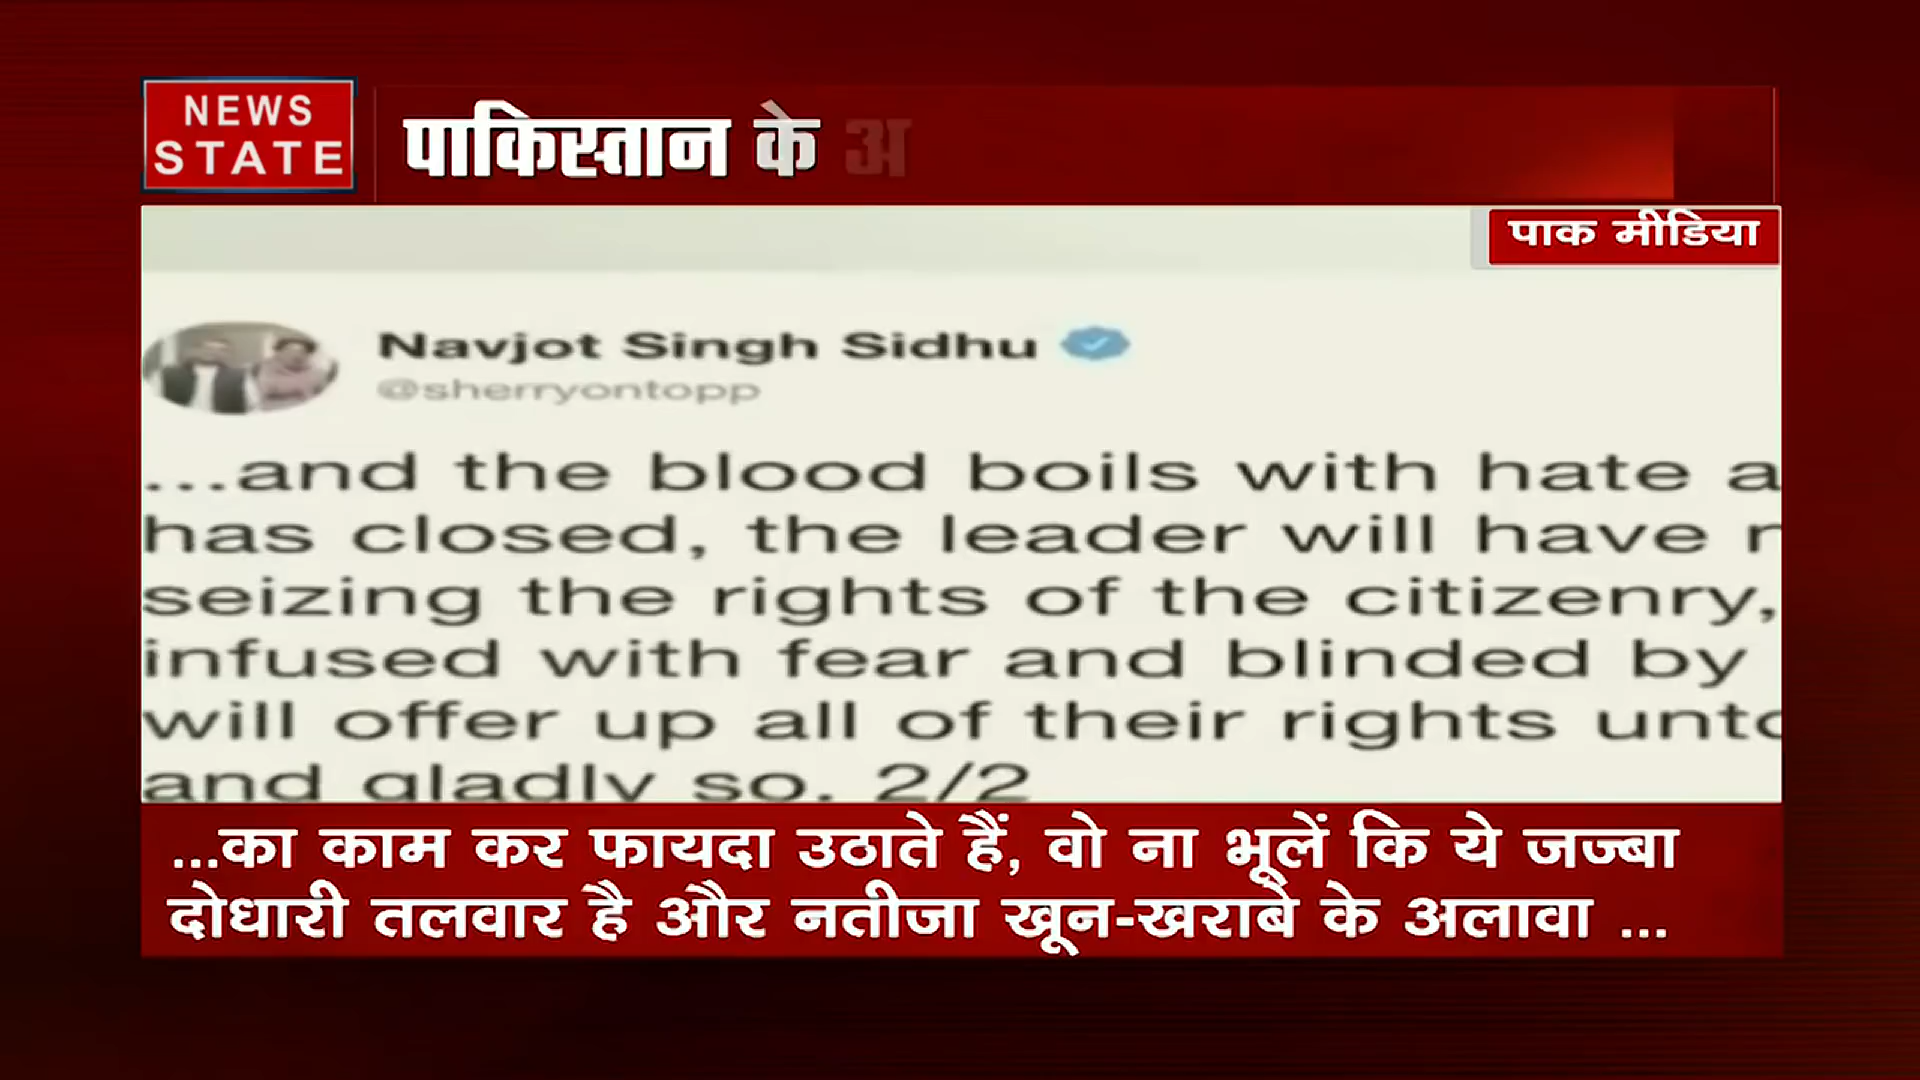 NEWS
STATE
पाकिस्तान के अ
पाक मीडिया
Navjot Singh Sidhu
@sherryontopp
...and the blood boils with hate a
has closed, the leader will have
seizing the rights of the citizenry,
infused with fear and blinded by
will offer up all of their rights unto
and gladly so. 2/2
...का काम कर फायदा उठाते हैं, वो ना भूलें कि ये जज्बा
दोधारी तलवार है और नतीजा खून-खराबे के अलावा ...